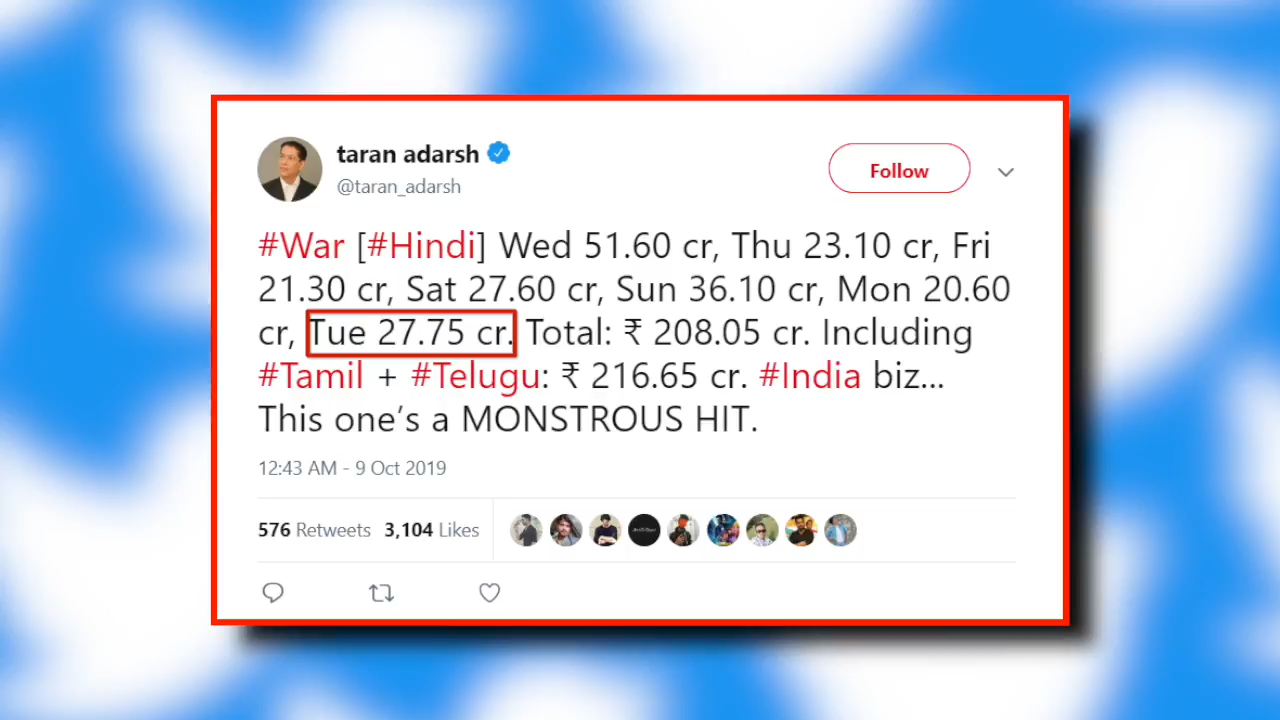 taran adarsh
@taran_adarsh
Follow
#War [#Hindi] Wed 51.60 cr, Thu 23.10 cr, Fri
21.30 cr, Sat 27.60 cr, Sun 36.10 cr, Mon 20.60
cr, Tue 27.75 cr. Total: ₹ 208.05 cr. Including
#Tamil + #Telugu: ₹ 216.65 cr. #India biz...
This one's a MONSTROUS HIT.
12:43 AM - 9 Oct 2019
576 Retweets 3,104 Likes